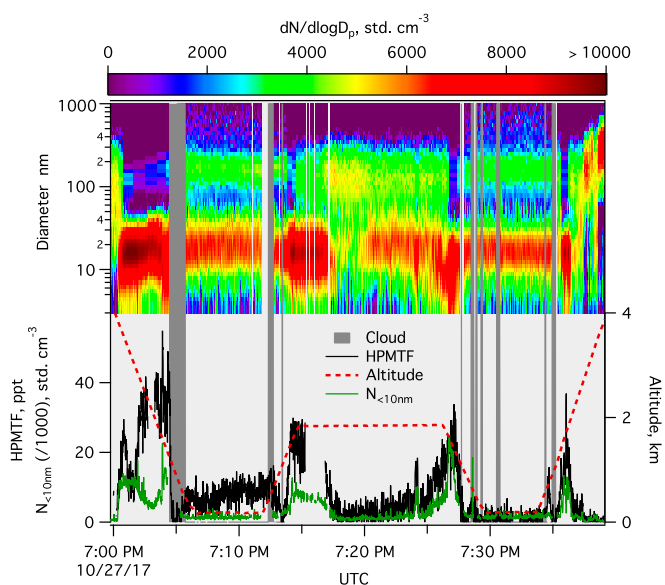 dN/dlogDp, std. cm-3
0 2000 4000 6000 8000 > 10000
Diameter nm
1000
4
2
100
4
2
10
4
HPMTF, ppt
N<10nm (/1000), std. cm-3
40
20
0
Cloud
HPMTF
Altitude
N<10nm
4
2
0
Altitude, km
7:00 PM 7:10 PM 7:20 PM 7:30 PM
10/27/17
UTC